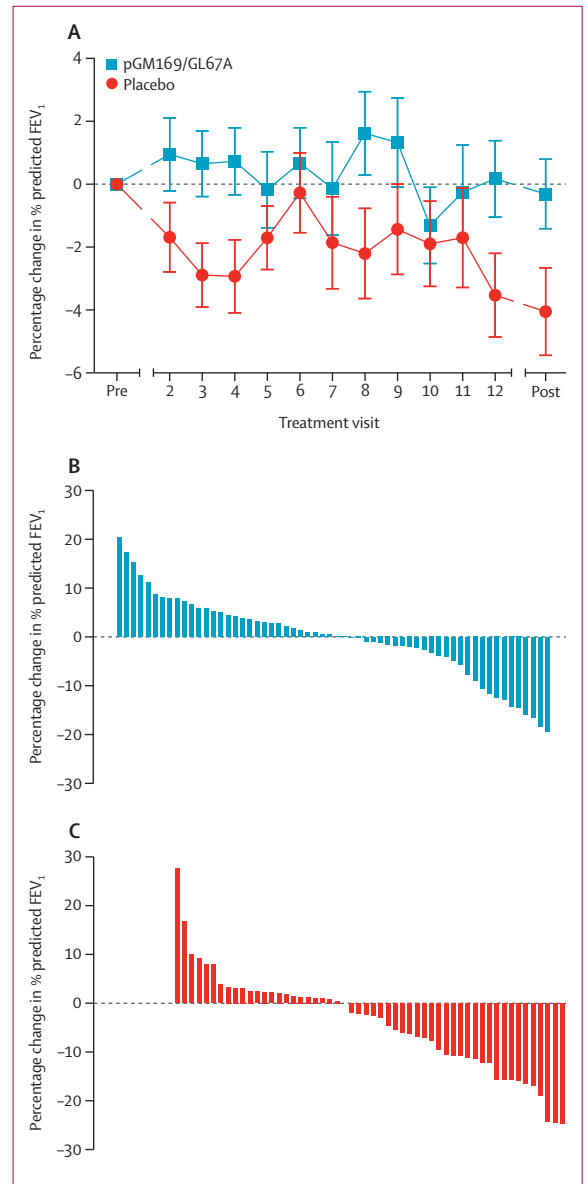 A
4
pGM169/GL67A
Placebo
2
0
–2
–4
–6
Percentage change in % predicted FEV₁
Pre 2 3 4 5 6 7 8 9 10 11 12 Post
Treatment visit
B
30
20
10
0
–10
–20
–30
Percentage change in % predicted FEV₁
C
30
20
10
0
–10
–20
–30
Percentage change in % predicted FEV₁